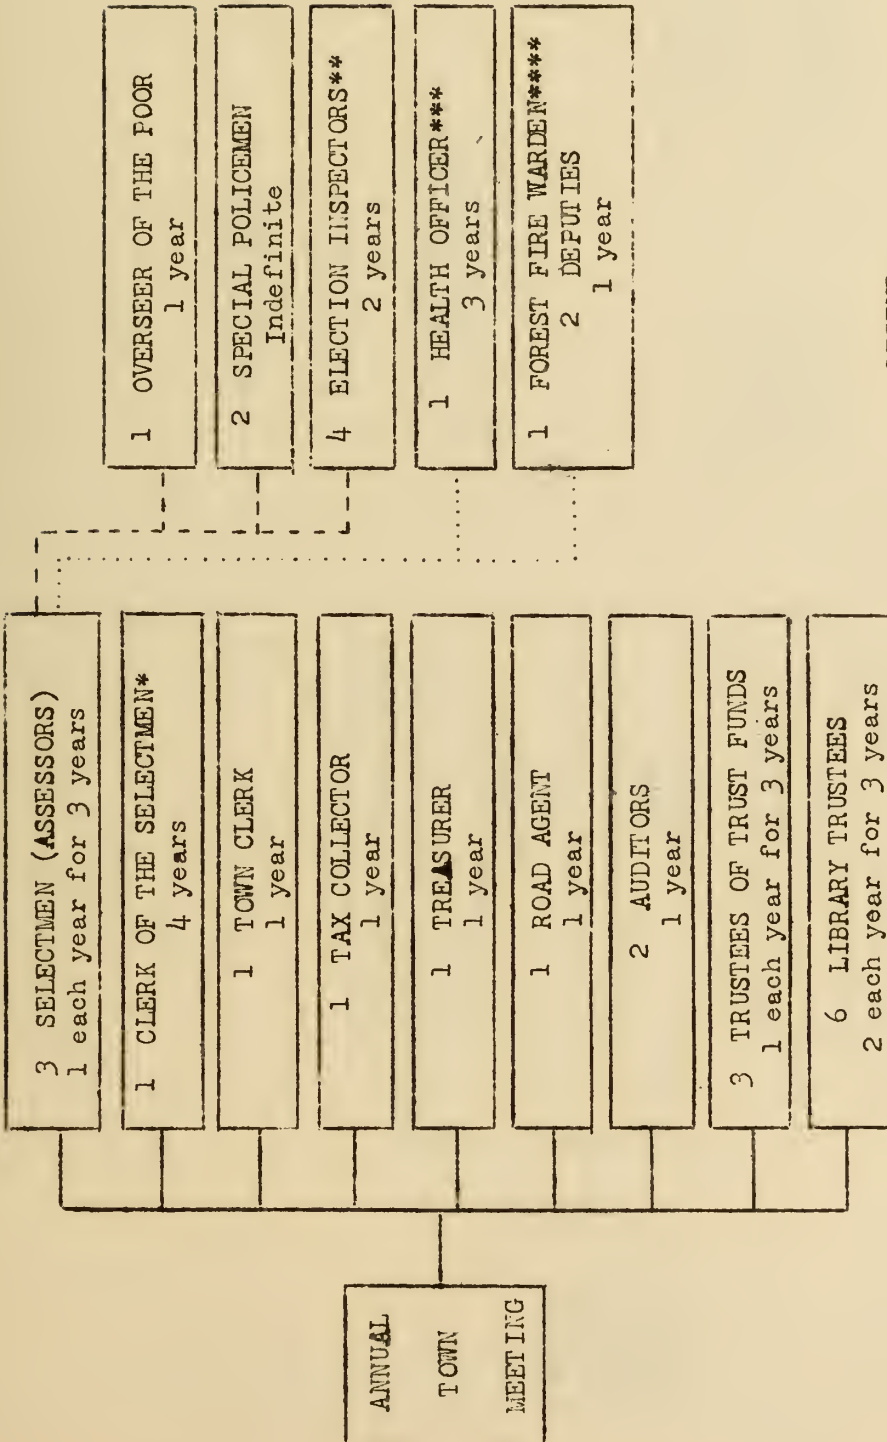 ANNUAL
TOWN
MEETING
3 SELECTMEN (ASSESSORS)
1 each year for 3 years
1 CLERK OF THE SELECTMEN*
4 years
1 TOWN CLERK
1 year
1 TAX COLLECTOR
1 year
1 TREASURER
1 year
1 ROAD AGENT
1 year
2 AUDITORS
1 year
3 TRUSTEES OF TRUST FUNDS
1 each year for 3 years
6 LIBRARY TRUSTEES
2 each year for 3 years
1 OVERSEER OF THE POOR
1 year
2 SPECIAL POLICEMEN
Indefinite
4 ELECTION INSPECTORS**
2 years
1 HEALTH OFFICER***
3 years
1 FOREST FIRE WARDEN****
2 DEPUTIES
1 year